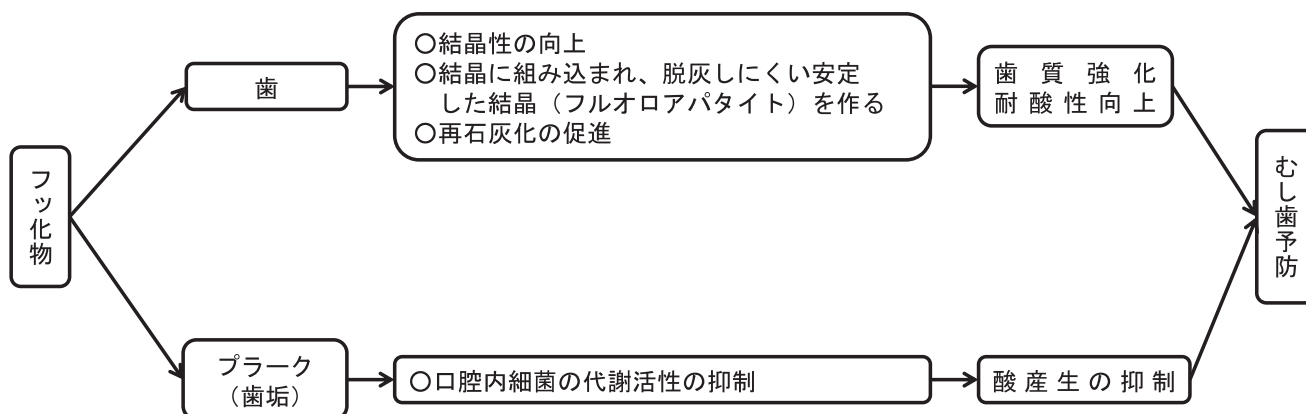 フッ化物
歯
○結晶性の向上
○結晶に組み込まれ、脱灰しにくい安定
した結晶（フルオロアパタイト）を作る
○再石灰化の促進
歯質強化
耐酸性向上
プラーク
（歯垢）
○口腔内細菌の代謝活性の抑制
酸産生の抑制
むし歯予防